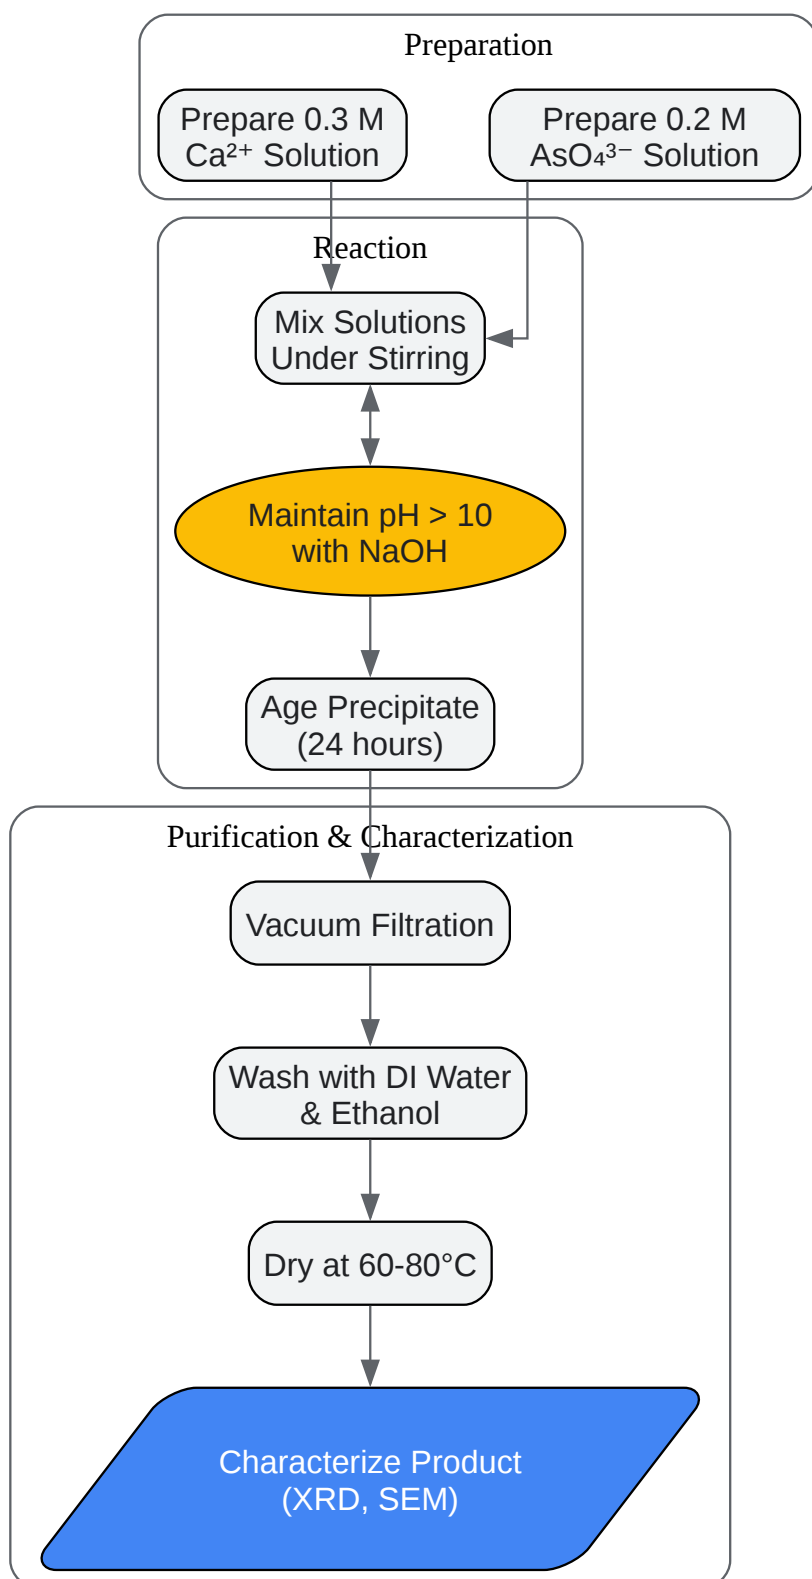 Preparation
Prepare 0.3 M
Ca²⁺ Solution
Prepare 0.2 M
AsO₄³⁻ Solution
Reaction
Mix Solutions
Under Stirring
Maintain pH > 10
with NaOH
Age Precipitate
(24 hours)
Purification & Characterization
Vacuum Filtration
Wash with DI Water
& Ethanol
Dry at 60-80°C
Characterize Product
(XRD, SEM)